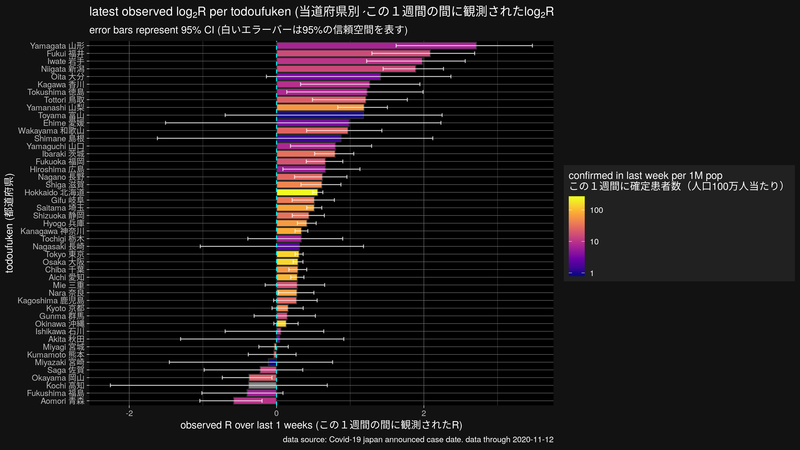 latest observed log₂R per todoufuken (当道府県別 -この１週間の間に観測されたlog₂R
error bars represent 95% CI (白いエラーバーは95%の信頼空間を表す)
todoufuken (都道府県)
Yamagata 山形
Fukui 福井
Iwate 岩手
Niigata 新潟
Oita 大分
Kagawa 香川
Tokushima 徳島
Tottori 鳥取
Yamanashi 山梨
Toyama 富山
Ehime 愛媛
Wakayama 和歌山
Shimane 島根
Yamaguchi 山口
Ibaraki 茨城
Fukuoka 福岡
Hiroshima 広島
Nagano 長野
Shiga 滋賀
Hokkaido 北海道
Gifu 岐阜
Saitama 埼玉
Shizuoka 静岡
Hyogo 兵庫
Kanagawa 神奈川
Tochigi 栃木
Nagasaki 長崎
Tokyo 東京
Osaka 大阪
Chiba 千葉
Aichi 愛知
Mie 三重
Nara 奈良
Kagoshima 鹿児島
Kyoto 京都
Gunma 群馬
Okinawa 沖縄
Ishikawa 石川
Akita 秋田
Miyagi 宮城
Kumamoto 熊本
Miyazaki 宮崎
Saga 佐賀
Okayama 岡山
Kochi 高知
Fukushima 福島
Aomori 青森
-2 0 2
observed R over last 1 weeks (この１週間の間に観測されたR)
data source: Covid-19 japan announced case date. data through 2020-11-12
confirmed in last week per 1M pop
この１週間に確定患者数（人口100万人当たり）
100
10
1